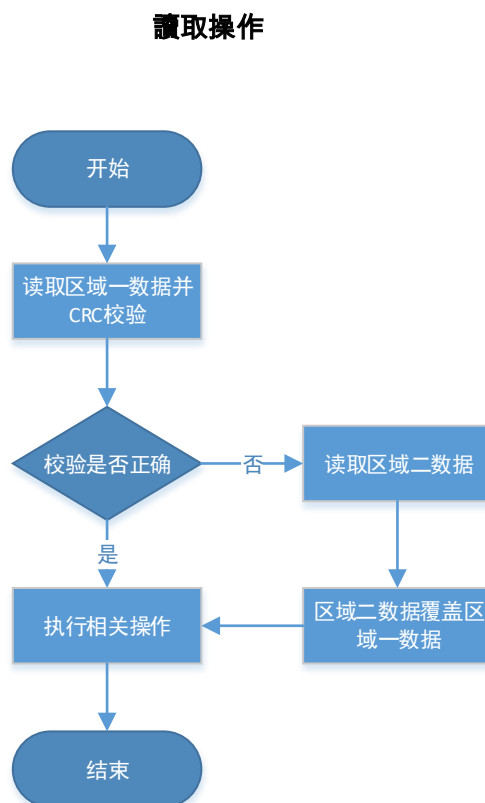 讀取操作
开始
读取区域一数据并
CRC校验
校验是否正确
否
读取区域二数据
是
执行相关操作
区域二数据覆盖区
域一数据
结束